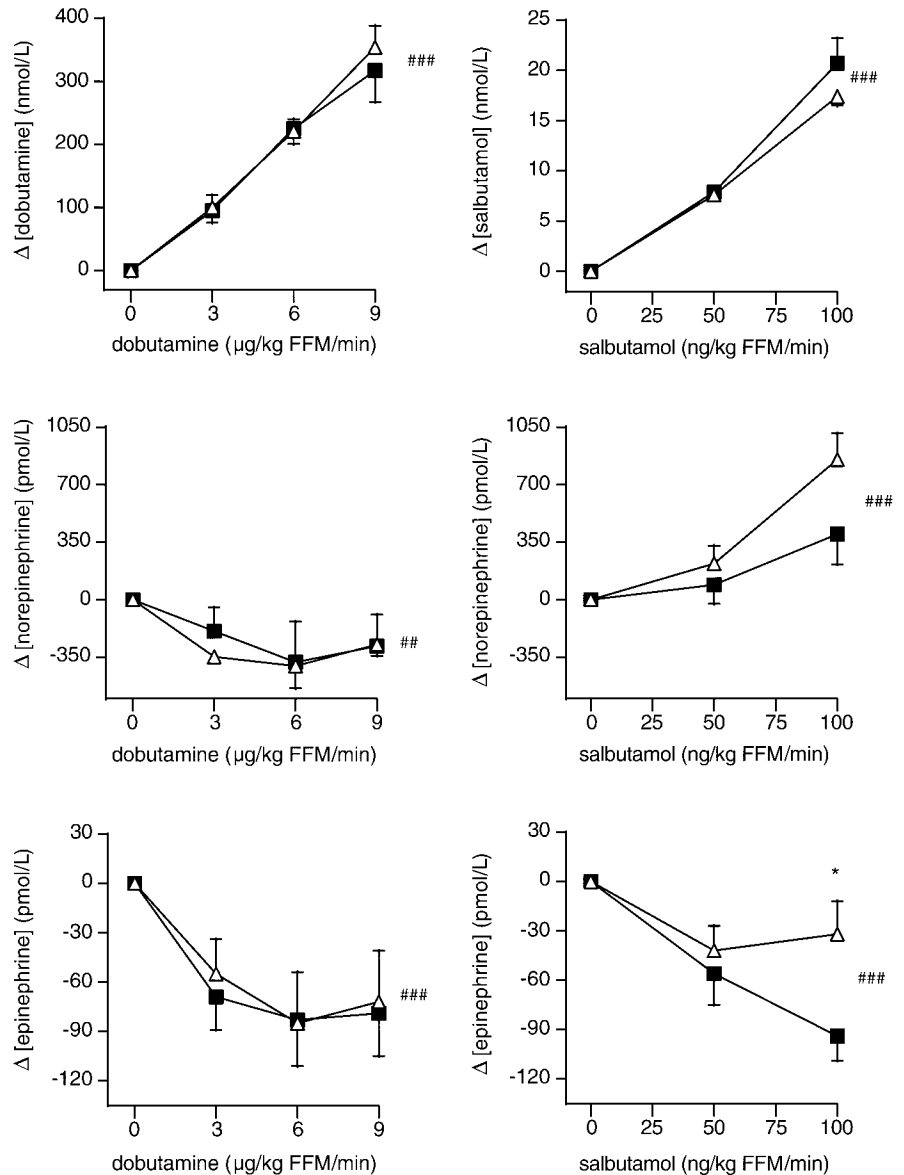 Δ [dobutamine] (nmol/L)
400
300
200
100
0
###
0 3 6 9
dobutamine (µg/kg FFM/min)
Δ [salbutamol] (nmol/L)
25
20
15
10
5
0
###
0 25 50 75 100
salbutamol (ng/kg FFM/min)
Δ [norepinephrine] (pmol/L)
1050
700
350
0
-350
##
0 3 6 9
dobutamine (µg/kg FFM/min)
Δ [norepinephrine] (pmol/L)
1050
700
350
0
-350
###
0 25 50 75 100
salbutamol (ng/kg FFM/min)
Δ [epinephrine] (pmol/L)
30
0
-30
-60
-90
-120
###
0 3 6 9
dobutamine (µg/kg FFM/min)
Δ [epinephrine] (pmol/L)
30
0
-30
-60
-90
-120
*
###
0 25 50 75 100
salbutamol (ng/kg FFM/min)